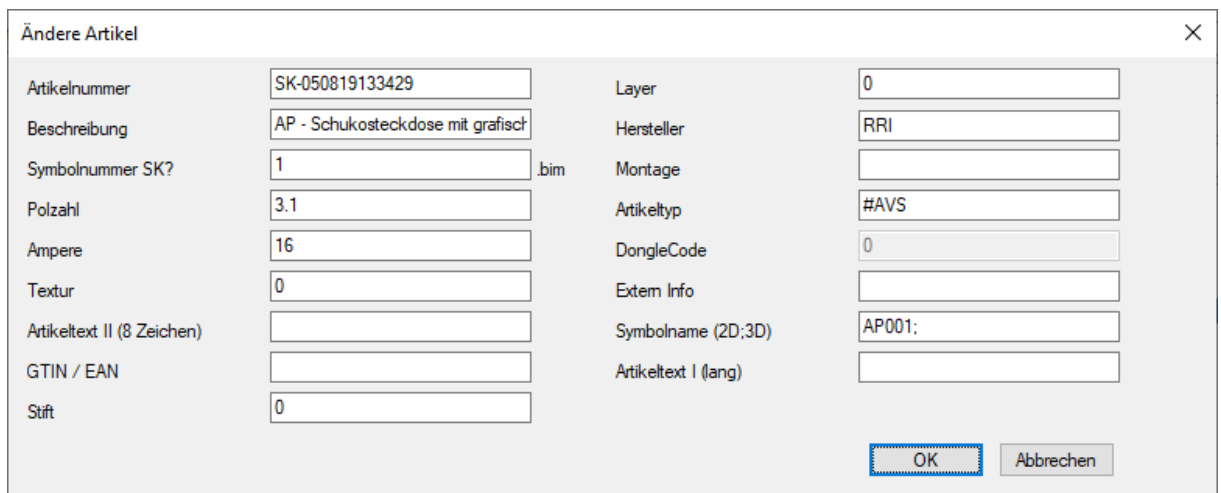 Ändere Artikel
Artikelnummer SK-050819133429
Beschreibung AP - Schukosteckdose mit grafisch
Symbolnummer SK? 1 .bim
Polzahl 3.1
Ampere 16
Textur 0
Artikeltext II (8 Zeichen)
GTIN / EAN
Stift 0
Layer 0
Hersteller RRI
Montage
Artikeltyp #AVS
DongleCode 0
Extern Info
Symbolname (2D;3D) AP001;
Artikeltext I (lang)
OK Abbrechen